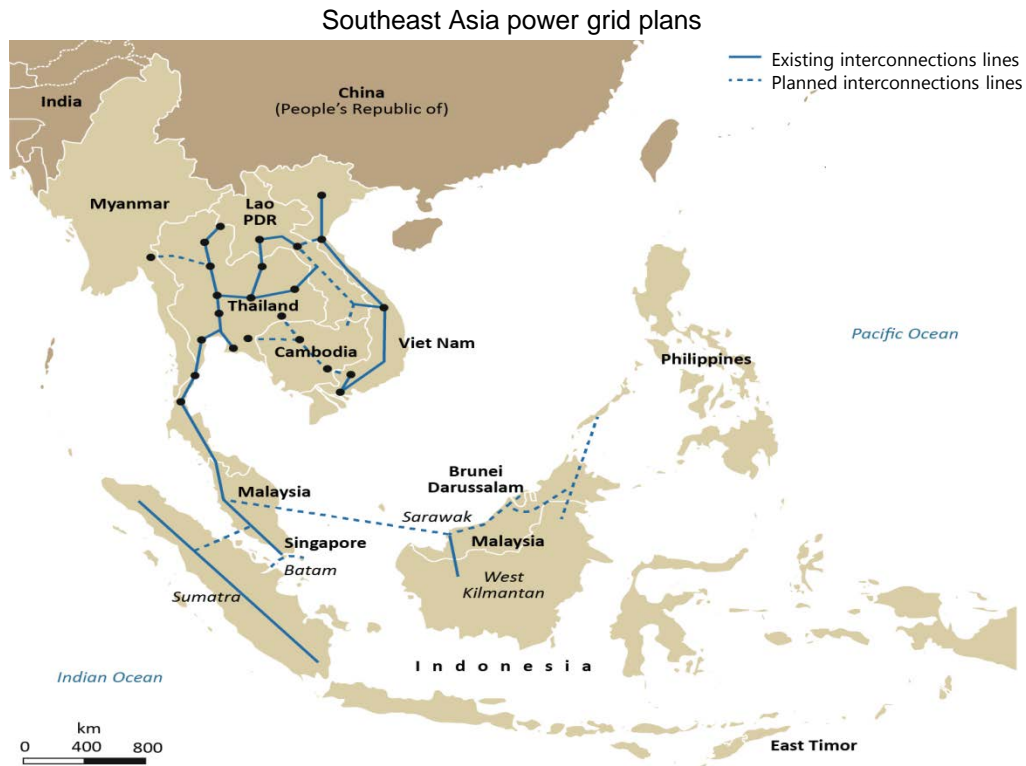 Southeast Asia power grid plans
Existing interconnections lines
Planned interconnections lines
India
China
(People's Republic of)
Myanmar
Lao
PDR
Thailand
Cambodia
Viet Nam
Philippines
Pacific Ocean
Brunei
Darussalam
Malaysia
Sarawak
Malaysia
Singapore
Batam
West
Kilmantan
Sumatra
Indonesia
Indian Ocean
km
0 400 800
East Timor